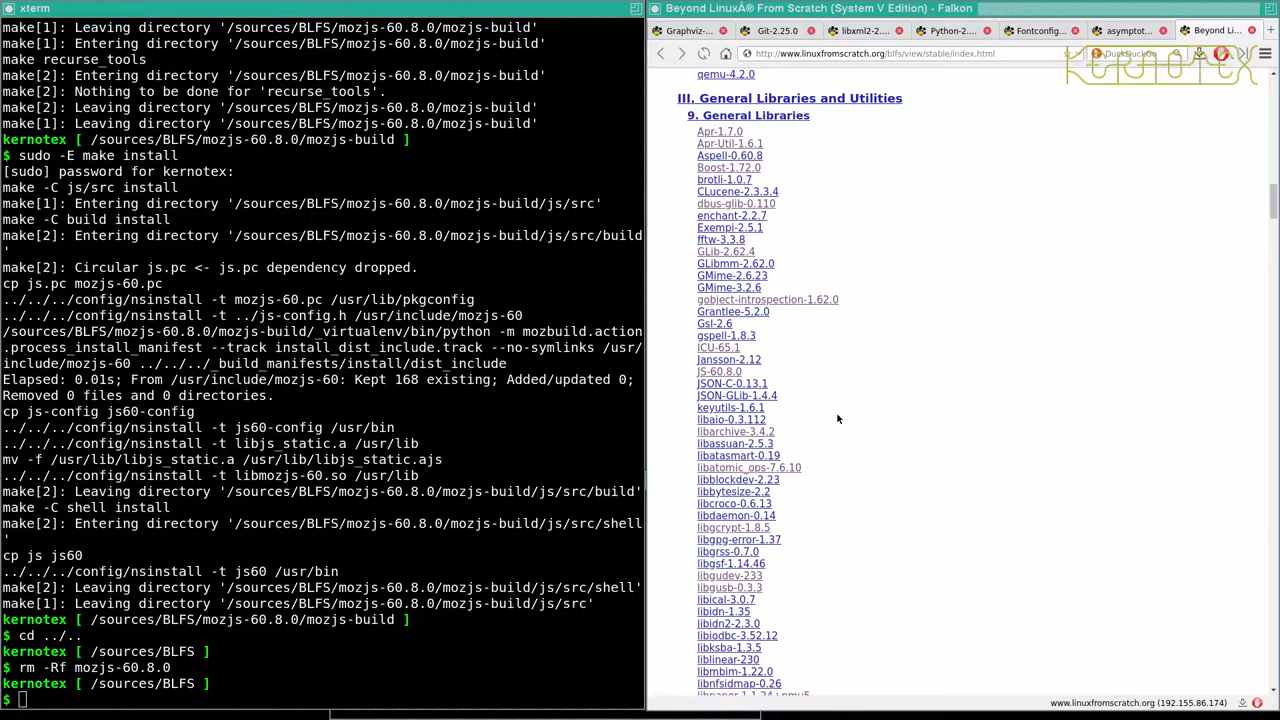 xterm
make[1]: Leaving directory '/sources/BLFS/mozjs-60.8.0/mozjs-build'
make[1]: Entering directory '/sources/BLFS/mozjs-60.8.0/mozjs-build'
make recurse_tools
make[2]: Entering directory '/sources/BLFS/mozjs-60.8.0/mozjs-build'
make[2]: Nothing to be done for 'recurse_tools'.
make[2]: Leaving directory '/sources/BLFS/mozjs-60.8.0/mozjs-build'
make[1]: Leaving directory '/sources/BLFS/mozjs-60.8.0/mozjs-build'
kernotex [ /sources/BLFS/mozjs-60.8.0/mozjs-build ]
$ sudo -E make install
[sudo] password for kernotex:
make -C js/src install
make[1]: Entering directory '/sources/BLFS/mozjs-60.8.0/mozjs-build/js/src'
make -C build install
make[2]: Entering directory '/sources/BLFS/mozjs-60.8.0/mozjs-build/js/src/build
'
make[2]: Circular js.pc <- js.pc dependency dropped.
cp js.pc mozjs-60.pc
../../../config/nsinstall -t mozjs-60.pc /usr/lib/pkgconfig
../../../config/nsinstall -t ../js-config.h /usr/include/mozjs-60
/sources/BLFS/mozjs-60.8.0/mozjs-build/_virtualenv/bin/python -m mozbuild.action
.process_install_manifest --track install_dist_include.track --no-symlinks /usr/
include/mozjs-60 ../../../_build_manifests/install/dist_include
Elapsed: 0.01s; From /usr/include/mozjs-60: Kept 168 existing; Added/updated 0;
Removed 0 files and 0 directories.
cp js-config js60-config
../../../config/nsinstall -t js60-config /usr/bin
../../../config/nsinstall -t libjs_static.a /usr/lib
mv -f /usr/lib/libjs_static.a /usr/lib/libjs_static.ajs
../../../config/nsinstall -t libmozjs-60.so /usr/lib
make[2]: Leaving directory '/sources/BLFS/mozjs-60.8.0/mozjs-build/js/src/build'
make -C shell install
make[2]: Entering directory '/sources/BLFS/mozjs-60.8.0/mozjs-build/js/src/shell
'
cp js js60
../../../config/nsinstall -t js60 /usr/bin
make[2]: Leaving directory '/sources/BLFS/mozjs-60.8.0/mozjs-build/js/src/shell'
make[1]: Leaving directory '/sources/BLFS/mozjs-60.8.0/mozjs-build/js/src'
kernotex [ /sources/BLFS/mozjs-60.8.0/mozjs-build ]
$ cd ../..
kernotex [ /sources/BLFS ]
$ rm -Rf mozjs-60.8.0
kernotex [ /sources/BLFS ]
$
Beyond LinuxÂ® From Scratch (System V Edition) - Falkon
Graphviz-... Git-2.25.0 libxml2-2.... Python-2.... Fontconfig... asymptot... Beyond Li...
http://www.linuxfromscratch.org/blfs/view/stable/index.html
DuckDuckGo
KERNOTEX
qemu-4.2.0
III. General Libraries and Utilities
9. General Libraries
Apr-1.7.0
Apr-Util-1.6.1
Aspell-0.60.8
Boost-1.72.0
brotli-1.0.7
CLucene-2.3.3.4
dbus-glib-0.110
enchant-2.2.7
Exempi-2.5.1
fftw-3.3.8
GLib-2.62.4
GLibmm-2.62.0
GMime-2.6.23
GMime-3.2.6
gobject-introspection-1.62.0
Grantlee-5.2.0
Gsl-2.6
gspell-1.8.3
ICU-65.1
Jansson-2.12
JS-60.8.0
JSON-C-0.13.1
JSON-GLib-1.4.4
keyutils-1.6.1
libaio-0.3.112
libarchive-3.4.2
libassuan-2.5.3
libatasmart-0.19
libatomic_ops-7.6.10
libblockdev-2.23
libbytesize-2.2
libcroco-0.6.13
libdaemon-0.14
libgcrypt-1.8.5
libgpg-error-1.37
libgrss-0.7.0
libgsf-1.14.46
libgudev-233
libgusb-0.3.3
libical-3.0.7
libidn-1.35
libidn2-2.3.0
libiodbc-3.52.12
libksba-1.3.5
liblinear-230
libmbim-1.22.0
libnfsidmap-0.26
libpaper-1.1.24+nmu5
www.linuxfromscratch.org (192.155.86.174)